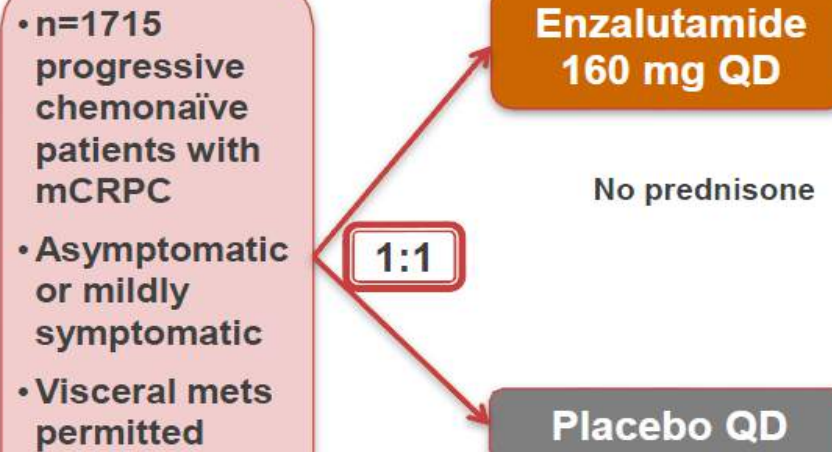 • n=1715
progressive
chemonaïve
patients with
mCRPC
• Asymptomatic
or mildly
symptomatic
• Visceral mets
permitted
1:1
Enzalutamide
160 mg QD
No prednisone
Placebo QD